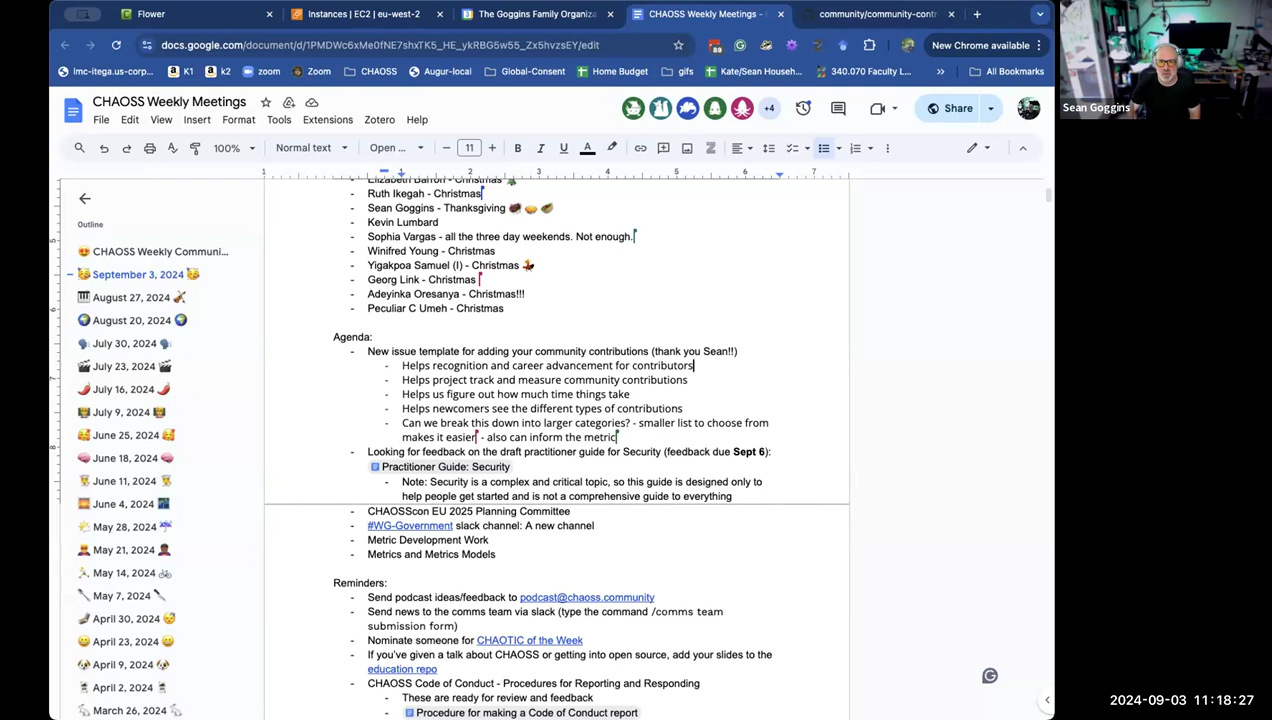 Flower
Instances | EC2 | eu-west-2
The Goggins Family Organiza
CHAOSS Weekly Meetings -
community/community-contr
docs.google.com/document/d/1PMDWc6xMe0fNE7shxTK5_HE_ykRBG5w55_Zx5hvzsEY/edit
89
New Chrome available
lmc-itega.us-corp...
K1
k2
zoom
Zoom
CHAOSS
Augur-local
Global-Consent
Home Budget
gifs
Kate/Sean Househ...
340.070 Faculty L...
»
All Bookmarks
CHAOSS Weekly Meetings
File Edit View Insert Format Tools Extensions Zotero Help
+4
Share
100%
Normal text
Open ...
11
B I U A
1 1 2 3 4 5 6 7
Outline
😍 CHAOSS Weekly Communi...
🥳 September 3, 2024 🥳
🎹 August 27, 2024 🎻
🌍 August 20, 2024 🌍
🗣️ July 30, 2024 🗣️
🎬 July 23, 2024 🎬
🌶️ July 16, 2024 🌶️
July 9, 2024
🥰 June 25, 2024 🥰
🧠 June 18, 2024 🧠
June 11, 2024
June 4, 2024
May 28, 2024
May 21, 2024
May 14, 2024
May 7, 2024
April 30, 2024
😀 April 23, 2024 😀
🐶 April 9, 2024 🐶
April 2, 2024
March 26, 2024
5
6
7
8
Elizabeth Barron - Christmas
- Ruth Ikegah - Christmas
- Sean Goggins - Thanksgiving 🦃 🥧
- Kevin Lumbard
- Sophia Vargas - all the three day weekends. Not enough.
- Winifred Young - Christmas
- Yigakpoa Samuel (I) - Christmas 💃
- Georg Link - Christmas
- Adeyinka Oresanya - Christmas!!!
- Peculiar C Umeh - Christmas
Agenda:
- New issue template for adding your community contributions (thank you Sean!!)
- Helps recognition and career advancement for contributors
- Helps project track and measure community contributions
- Helps us figure out how much time things take
- Helps newcomers see the different types of contributions
- Can we break this down into larger categories? - smaller list to choose from
makes it easier - also can inform the metric
- Looking for feedback on the draft practitioner guide for Security (feedback due Sept 6):
Practitioner Guide: Security
- Note: Security is a complex and critical topic, so this guide is designed only to
help people get started and is not a comprehensive guide to everything
- CHAOSScon EU 2025 Planning Committee
- #WG-Government slack channel: A new channel
- Metric Development Work
- Metrics and Metrics Models
Reminders:
- Send podcast ideas/feedback to podcast@chaoss.community
- Send news to the comms team via slack (type the command /comms team
submission form)
- Nominate someone for CHAOTIC of the Week
- If you've given a talk about CHAOSS or getting into open source, add your slides to the
education repo
- CHAOSS Code of Conduct - Procedures for Reporting and Responding
- These are ready for review and feedback
- Procedure for making a Code of Conduct report
Sean Goggins
2024-09-03 11:18:27